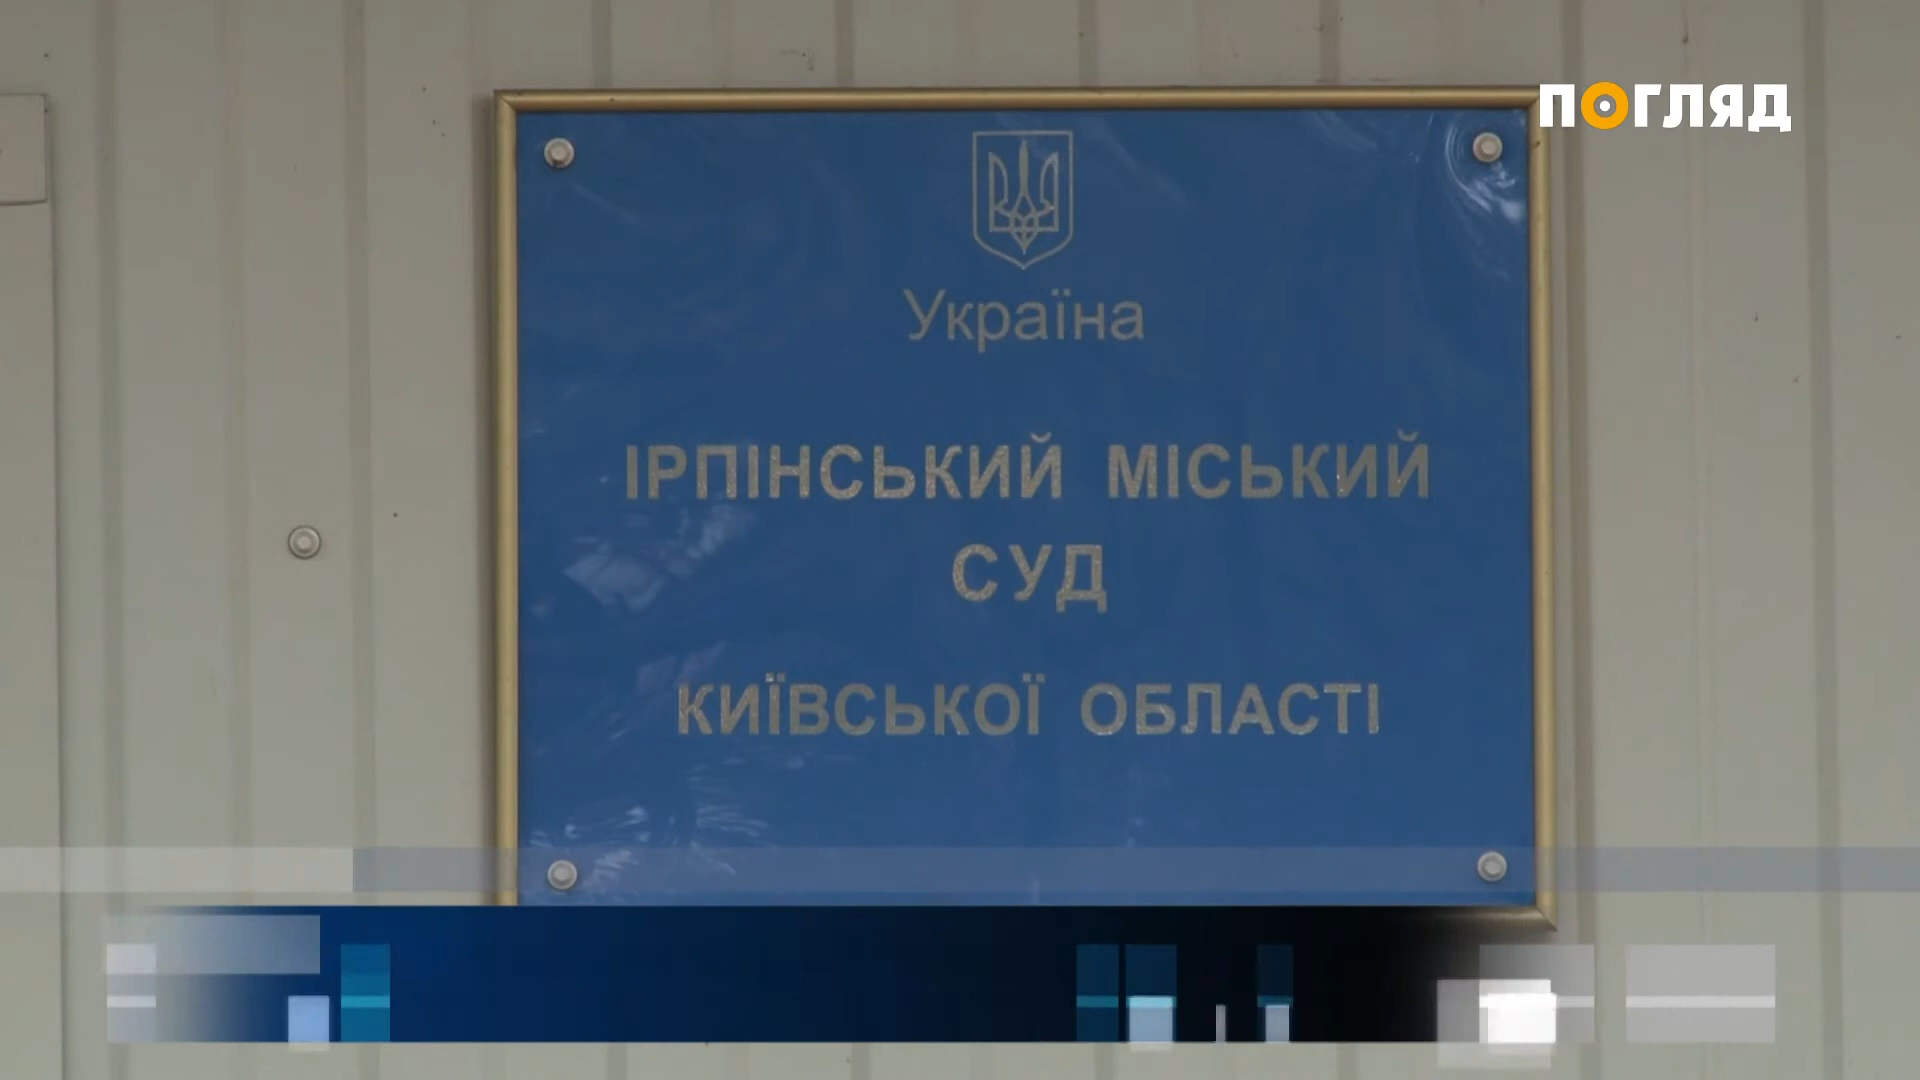 ПОГЛЯД
Україна
ІРПІНСЬКИЙ МІСЬКИЙ
СУД
КИЇВСЬКОЇ ОБЛАСТІ